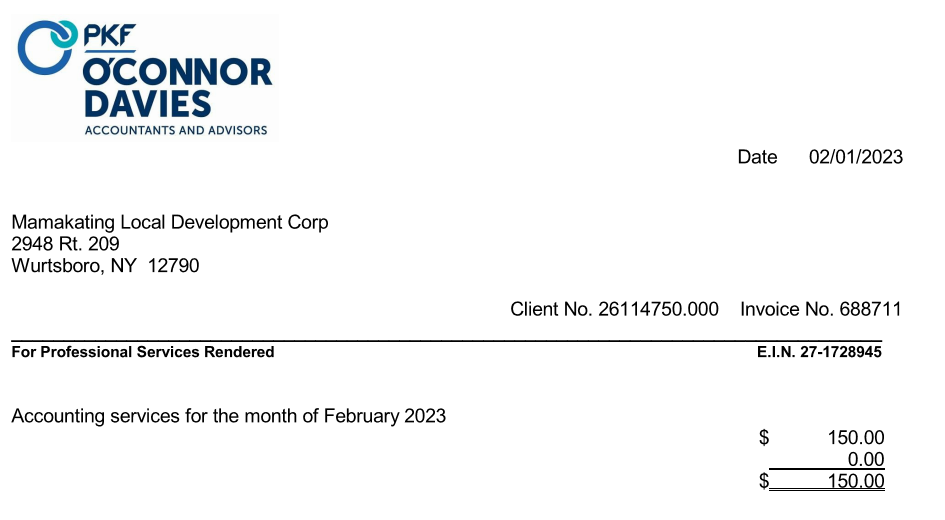 PKF
O'CONNOR
DAVIES
ACCOUNTANTS AND ADVISORS
Date 02/01/2023
Mamakating Local Development Corp
2948 Rt. 209
Wurtsboro, NY 12790
Client No. 26114750.000 Invoice No. 688711
For Professional Services Rendered E.I.N. 27-1728945
Accounting services for the month of February 2023
$ 150.00
0.00
$ 150.00